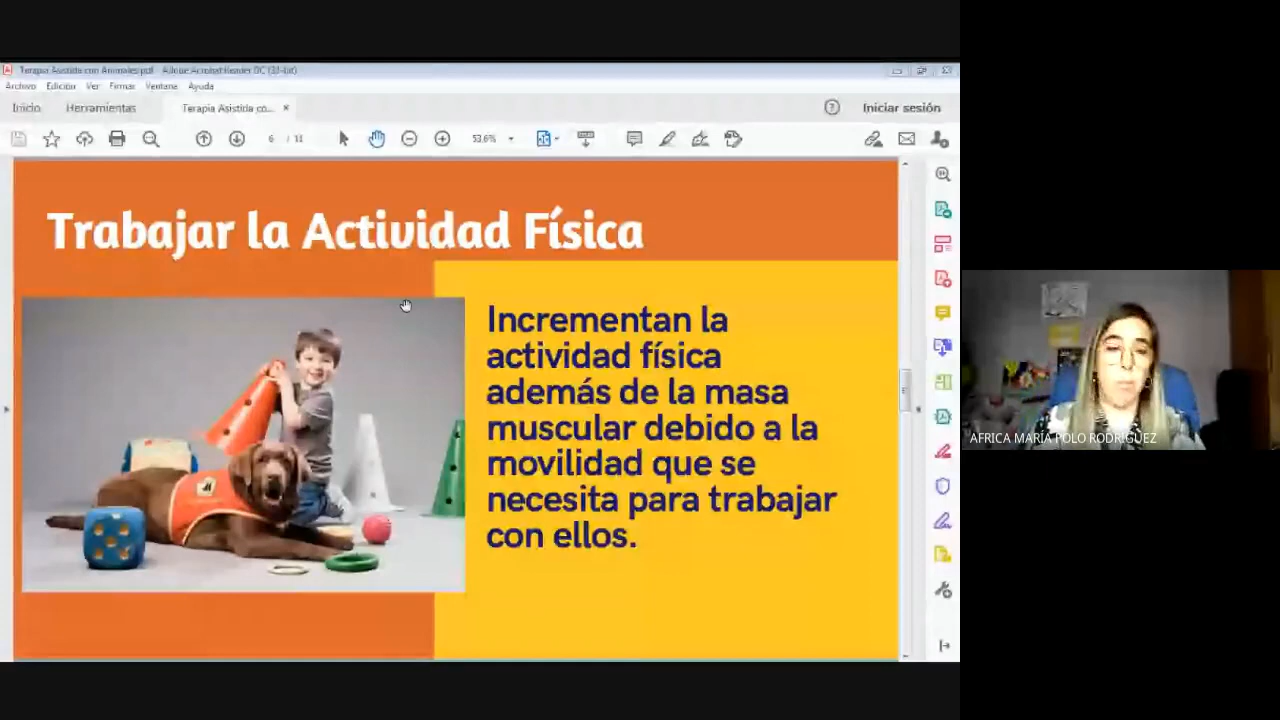 Terapia Asistida con Animales.pdf - Adobe Acrobat Reader DC (32-bit)
Archivo Edición Ver Firmar Ventana Ayuda
Inicio Herramientas Terapia Asistida co... × Iniciar sesión
6 / 11 53,6%
Trabajar la Actividad Física
Incrementan la
actividad física
además de la masa
muscular debido a la
movilidad que se
necesita para trabajar
con ellos.
AFRICA MARÍA POLO RODRÍGUEZ